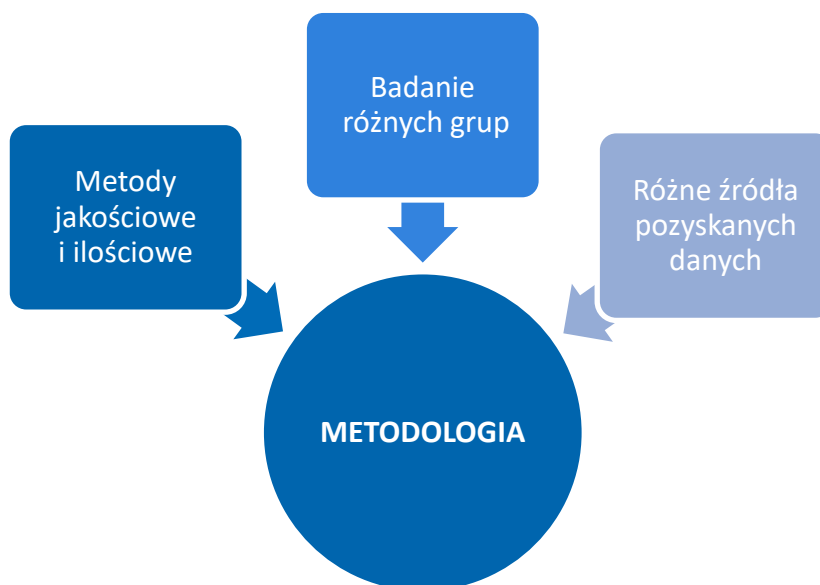 Badanie
różnych grup
Metody
jakościowe
i ilościowe
Różne źródła
pozyskanych
danych
METODOLOGIA